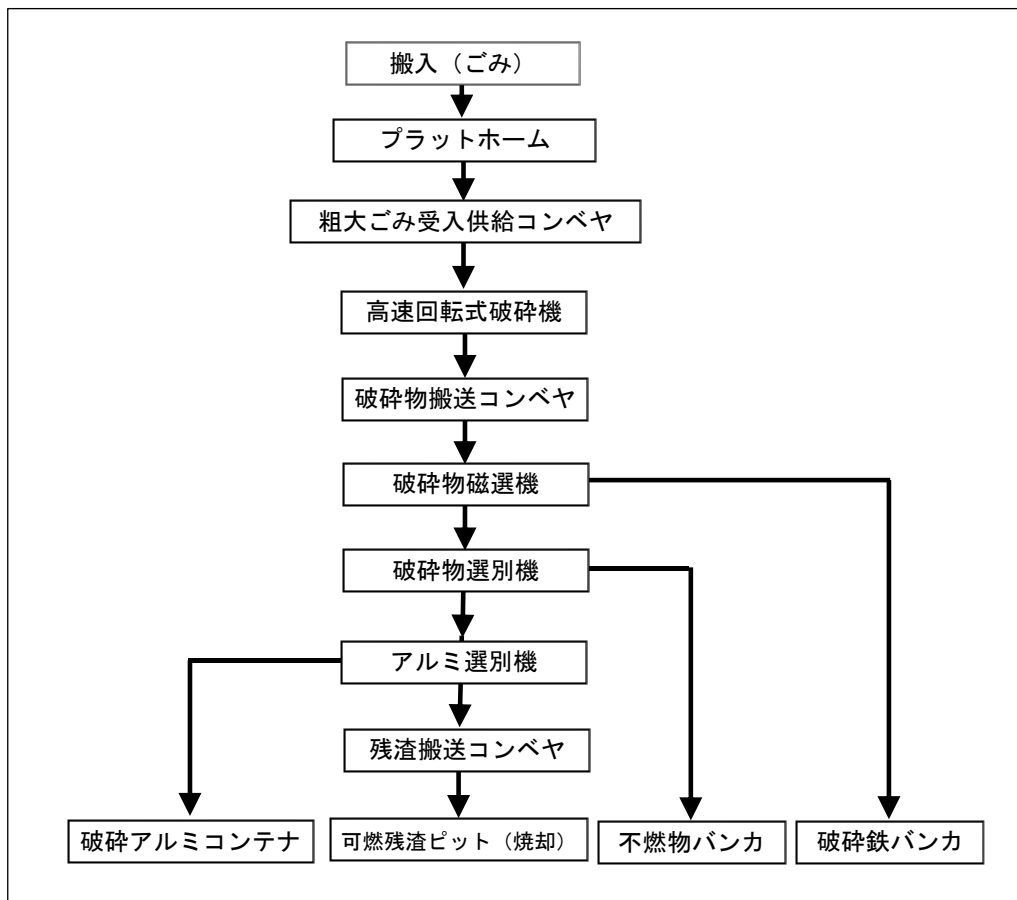 搬入（ごみ）
プラットホーム
粗大ごみ受入供給コンベヤ
高速回転式破砕機
破砕物搬送コンベヤ
破砕物磁選機
破砕物選別機
アルミ選別機
残渣搬送コンベヤ
破砕アルミコンテナ
可燃残渣ピット（焼却）
不燃物バンカ
破砕鉄バンカ